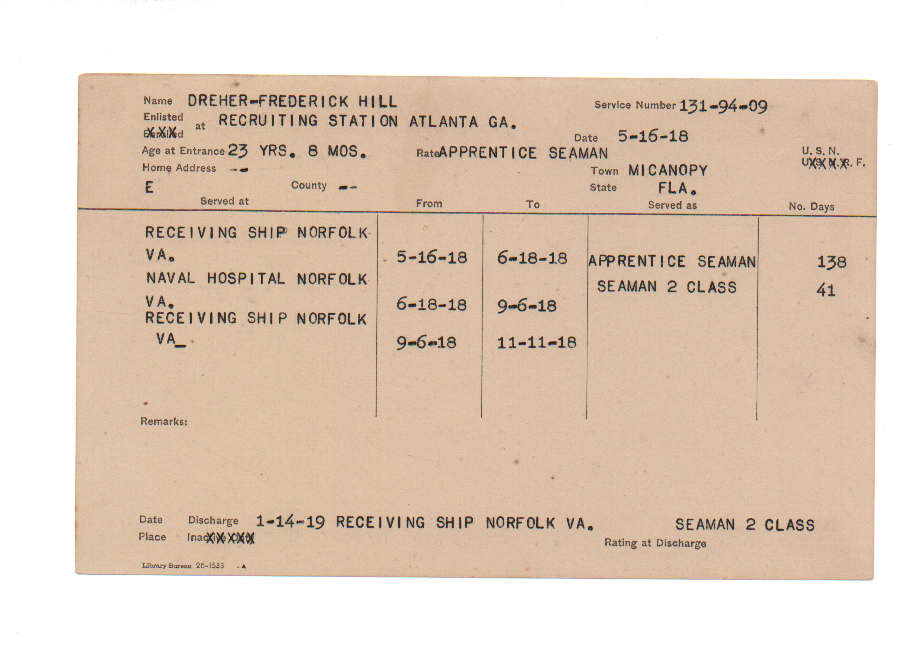 Name DREHER-FREDERICK HILL Service Number 131-94-09
Enlisted
at RECRUITING STATION ATLANTA GA. Date 5-16-18
Age at Entrance 23 YRS. 8 MOS. Rate APPRENTICE SEAMAN U. S. N.
Home Address -- Town MICANOPY
E County -- State FLA.
Served at From To Served as No. Days
RECEIVING SHIP NORFOLK
VA. 5-16-18 6-18-18 APPRENTICE SEAMAN 138
NAVAL HOSPITAL NORFOLK SEAMAN 2 CLASS 41
VA. 6-18-18 9-6-18
RECEIVING SHIP NORFOLK
VA_ 9-6-18 11-11-18
Remarks:
Date Discharge 1-14-19 RECEIVING SHIP NORFOLK VA. SEAMAN 2 CLASS
Place Rating at Discharge
Library Bureau 26-1533 -A